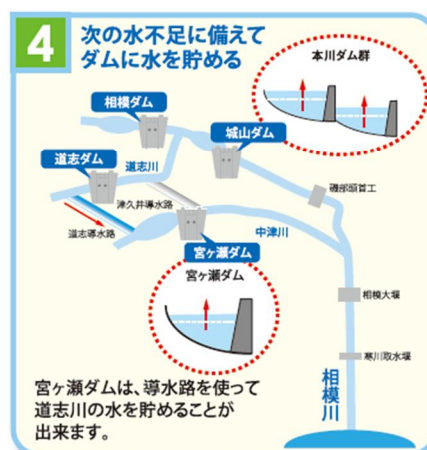 4
次の水不足に備えて
ダムに水を貯める
本川ダム群
相模ダム
城山ダム
道志ダム
道志川
津久井導水路
磯部頭首工
道志導水路
宮ヶ瀬ダム
中津川
宮ヶ瀬ダム
相模大堰
寒川取水堰
相模川
宮ヶ瀬ダムは、導水路を使って
道志川の水を貯めることが
出来ます。